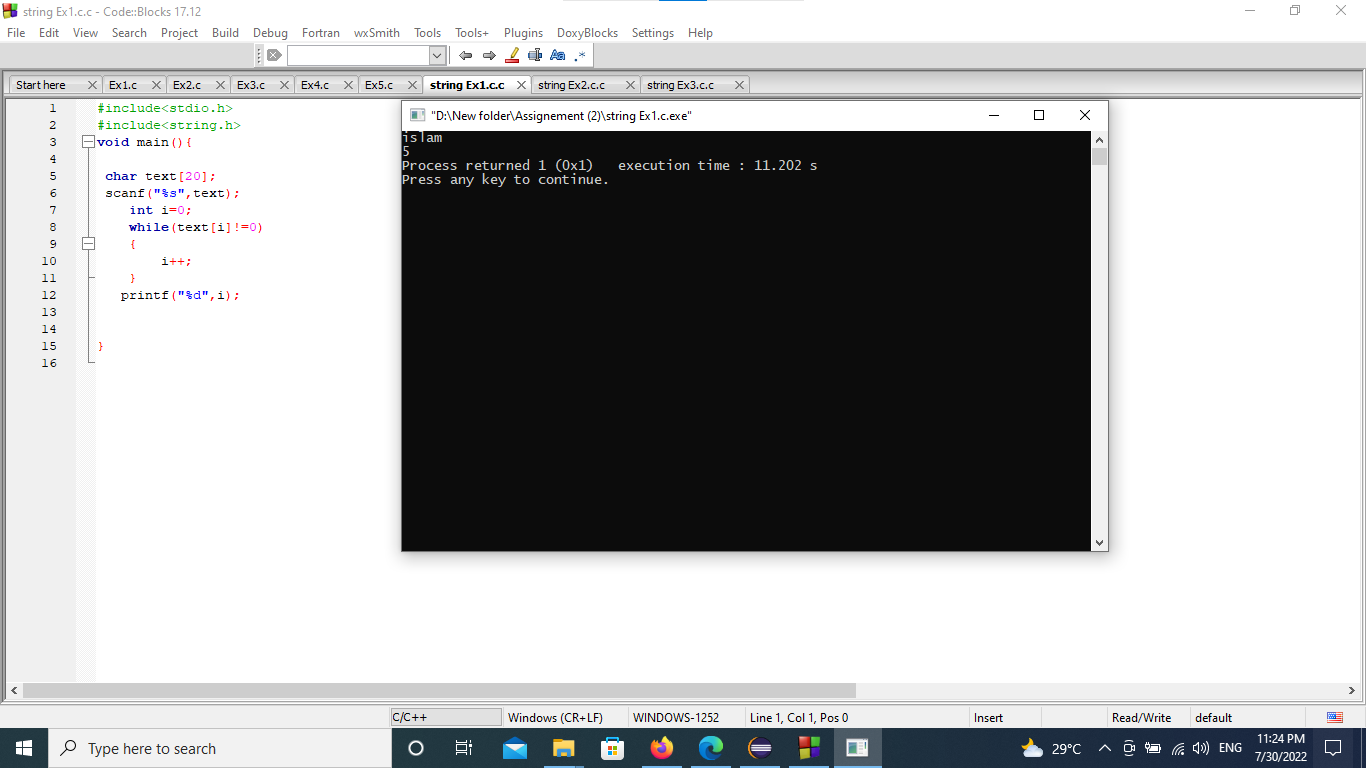 string Ex1.c.c - Code::Blocks 17.12
File Edit View Search Project Build Debug Fortran wxSmith Tools Tools+ Plugins DoxyBlocks Settings Help
Aa .*
Start here Ex1.c Ex2.c Ex3.c Ex4.c Ex5.c string Ex1.c.c string Ex2.c.c string Ex3.c.c
1 #include<stdio.h>
2 #include<string.h>
3 void main(){
4
5 char text[20];
6 scanf("%s",text);
7 int i=0;
8 while(text[i]!=0)
9 {
10 i++;
11 }
12 printf("%d",i);
13
14
15 }
16
"D:\New folder\Assignement (2)\string Ex1.c.exe"
islam
5
Process returned 1 (0x1)   execution time : 11.202 s
Press any key to continue.
C/C++ Windows (CR+LF) WINDOWS-1252 Line 1, Col 1, Pos 0 Insert Read/Write default
Type here to search 29°C ENG 11:24 PM
7/30/2022